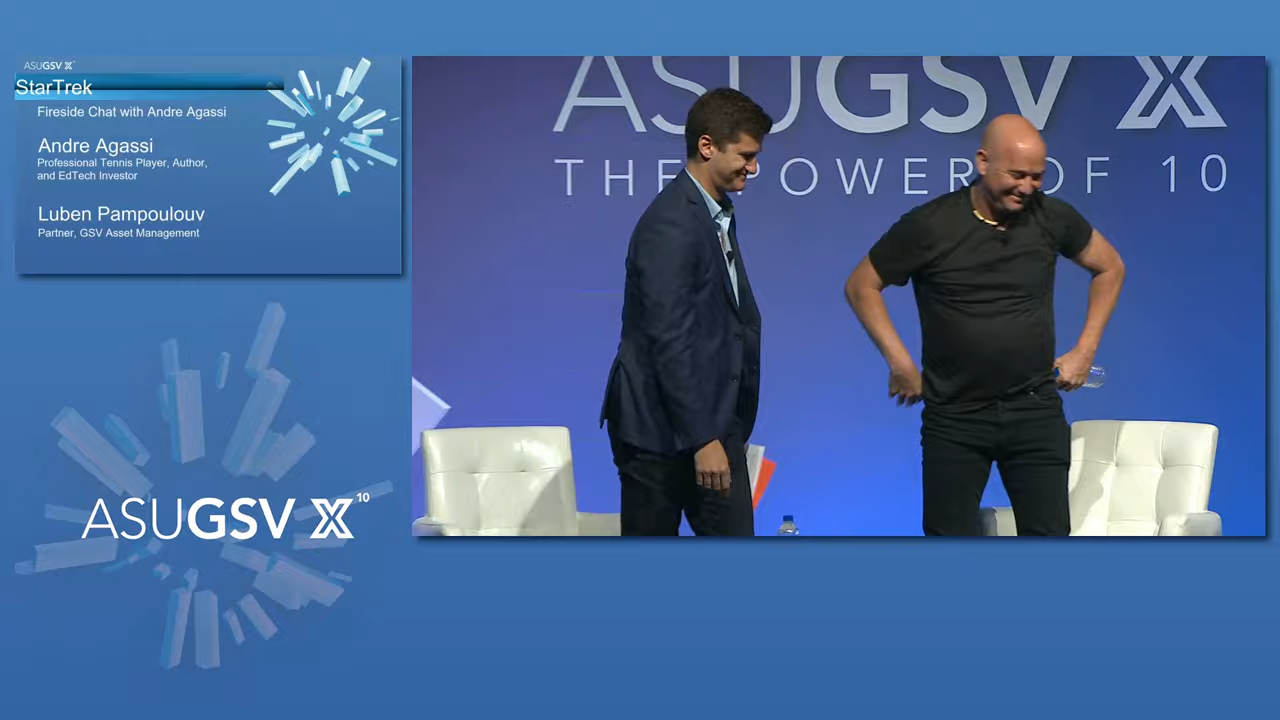 ASUGSV X
StarTrek
Fireside Chat with Andre Agassi
Andre Agassi
Professional Tennis Player, Author,
and EdTech Investor
Luben Pampoulouv
Partner, GSV Asset Management
ASUGSV X
THE POWER OF 10
ASUGSV X10